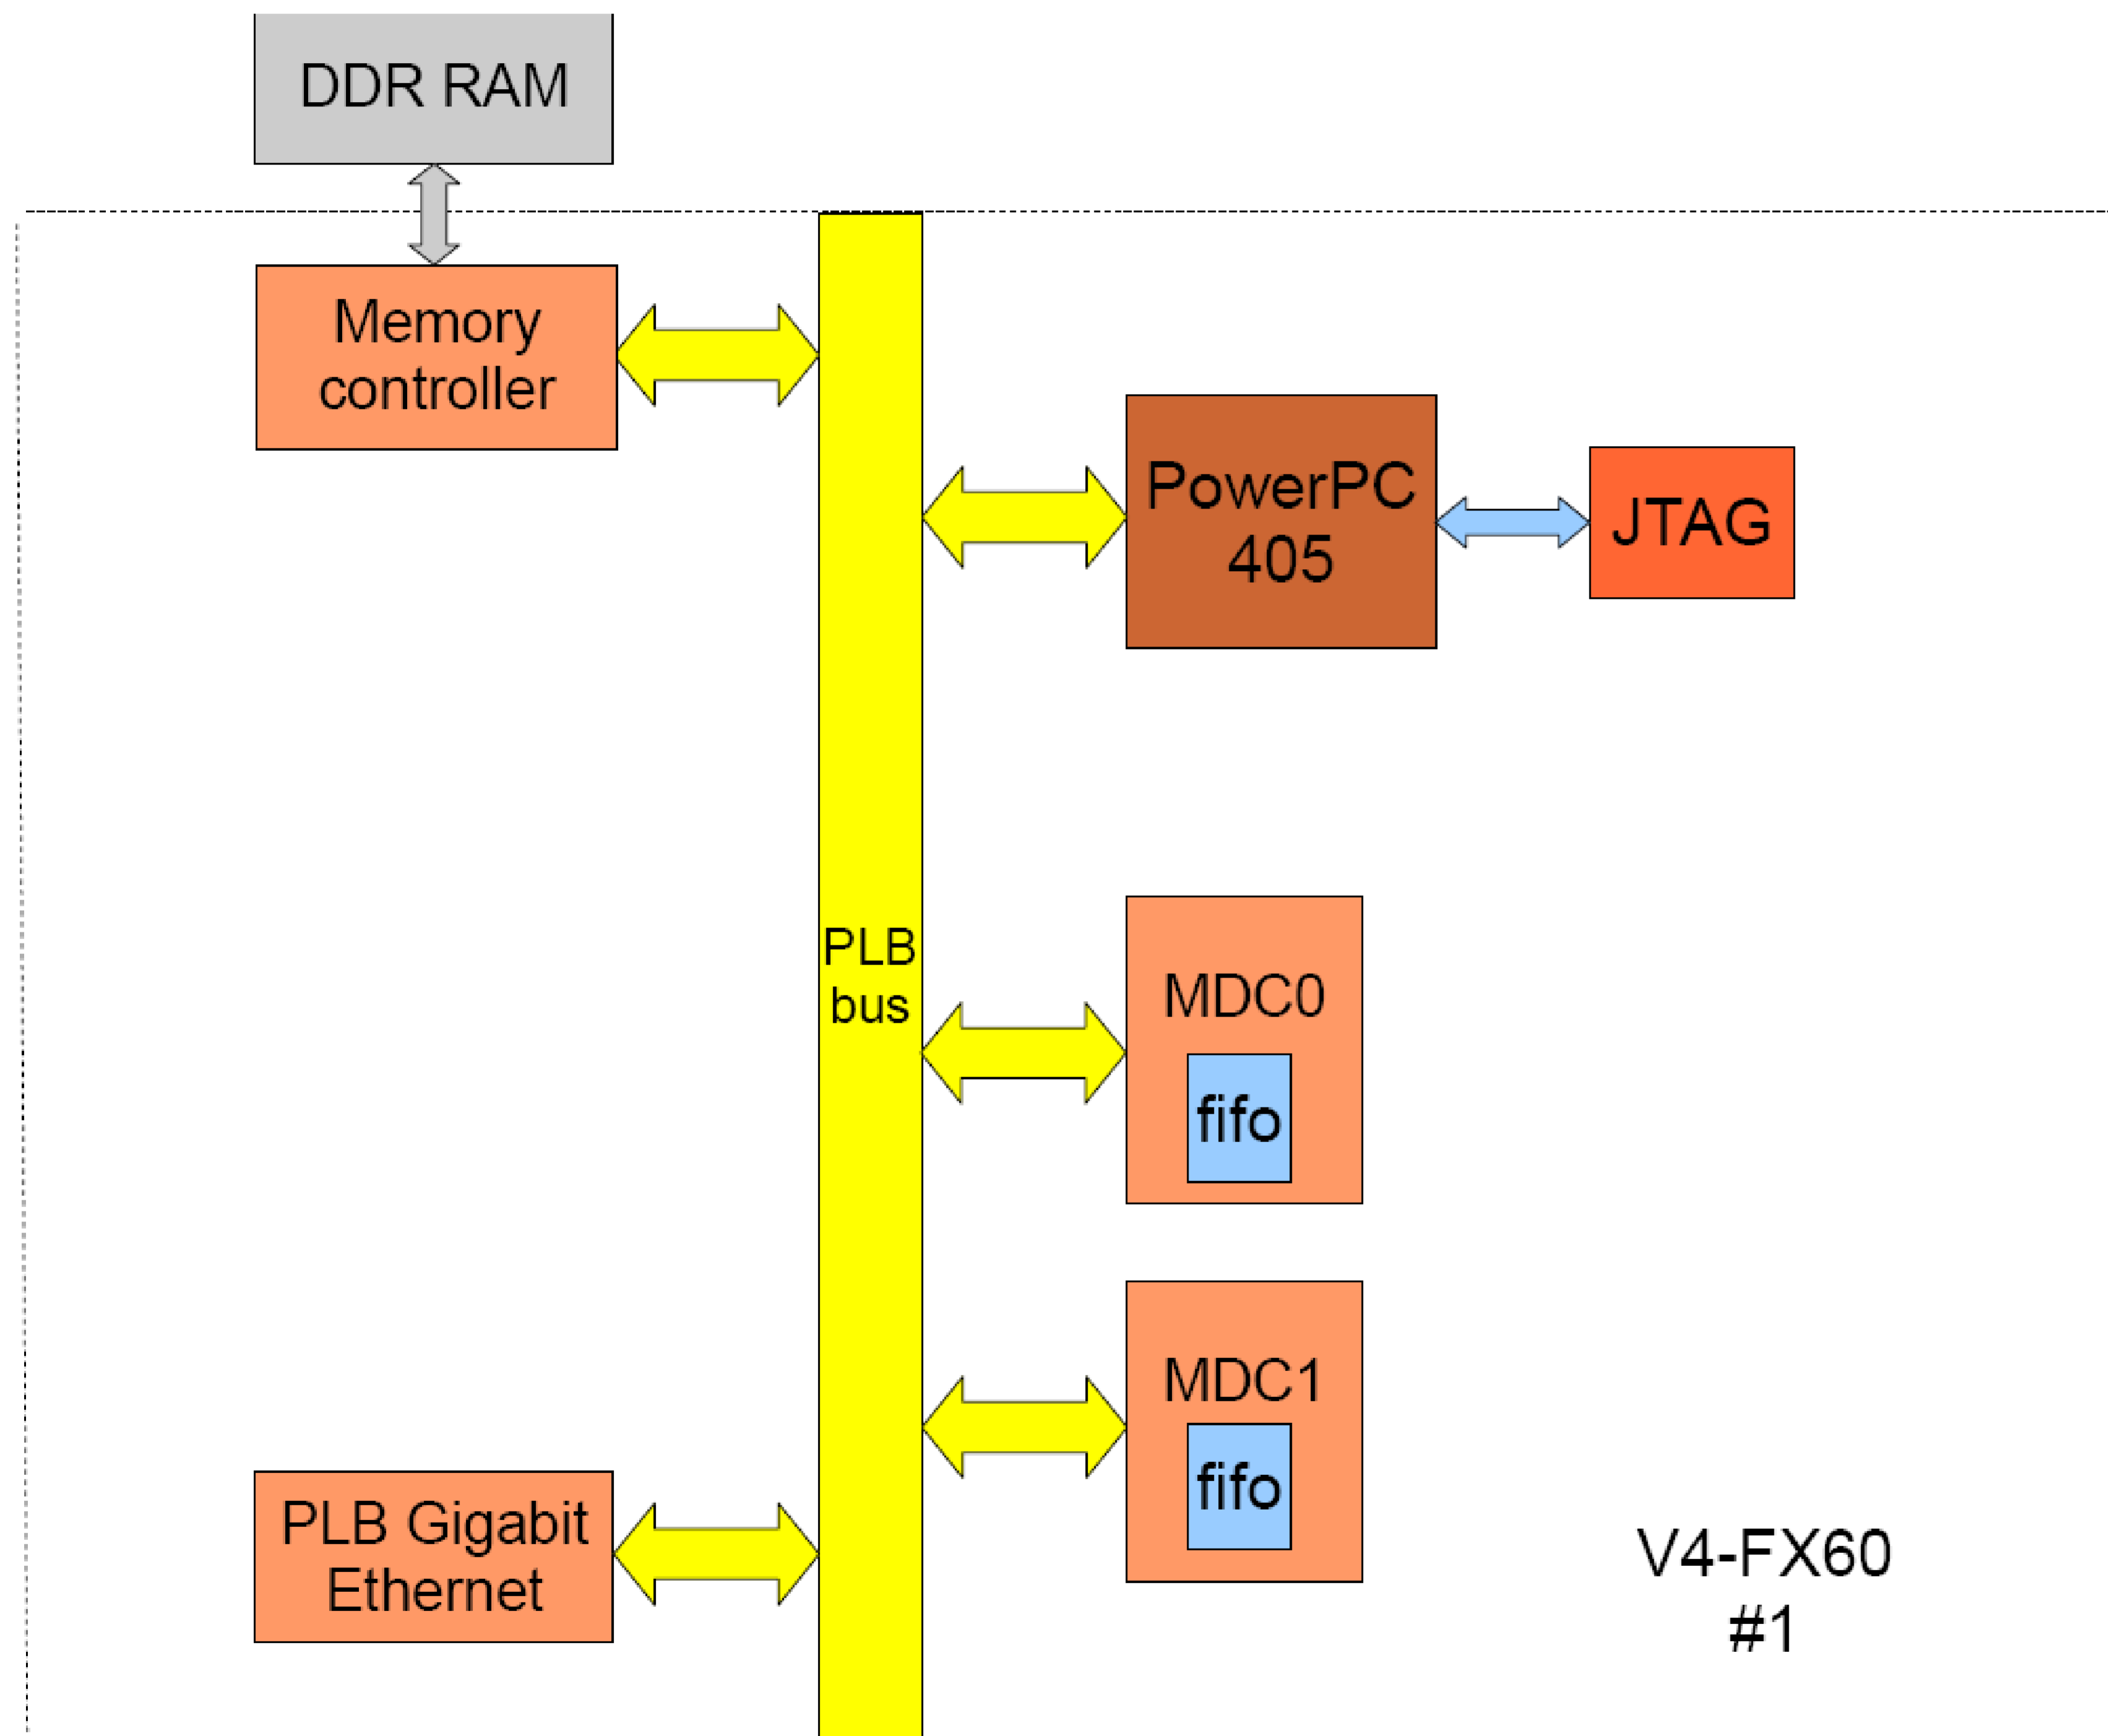 DDR RAM
Memory
controller
PowerPC
405
JTAG
PLB
bus
MDC0
fifo
MDC1
fifo
PLB Gigabit
Ethernet
V4-FX60
#1